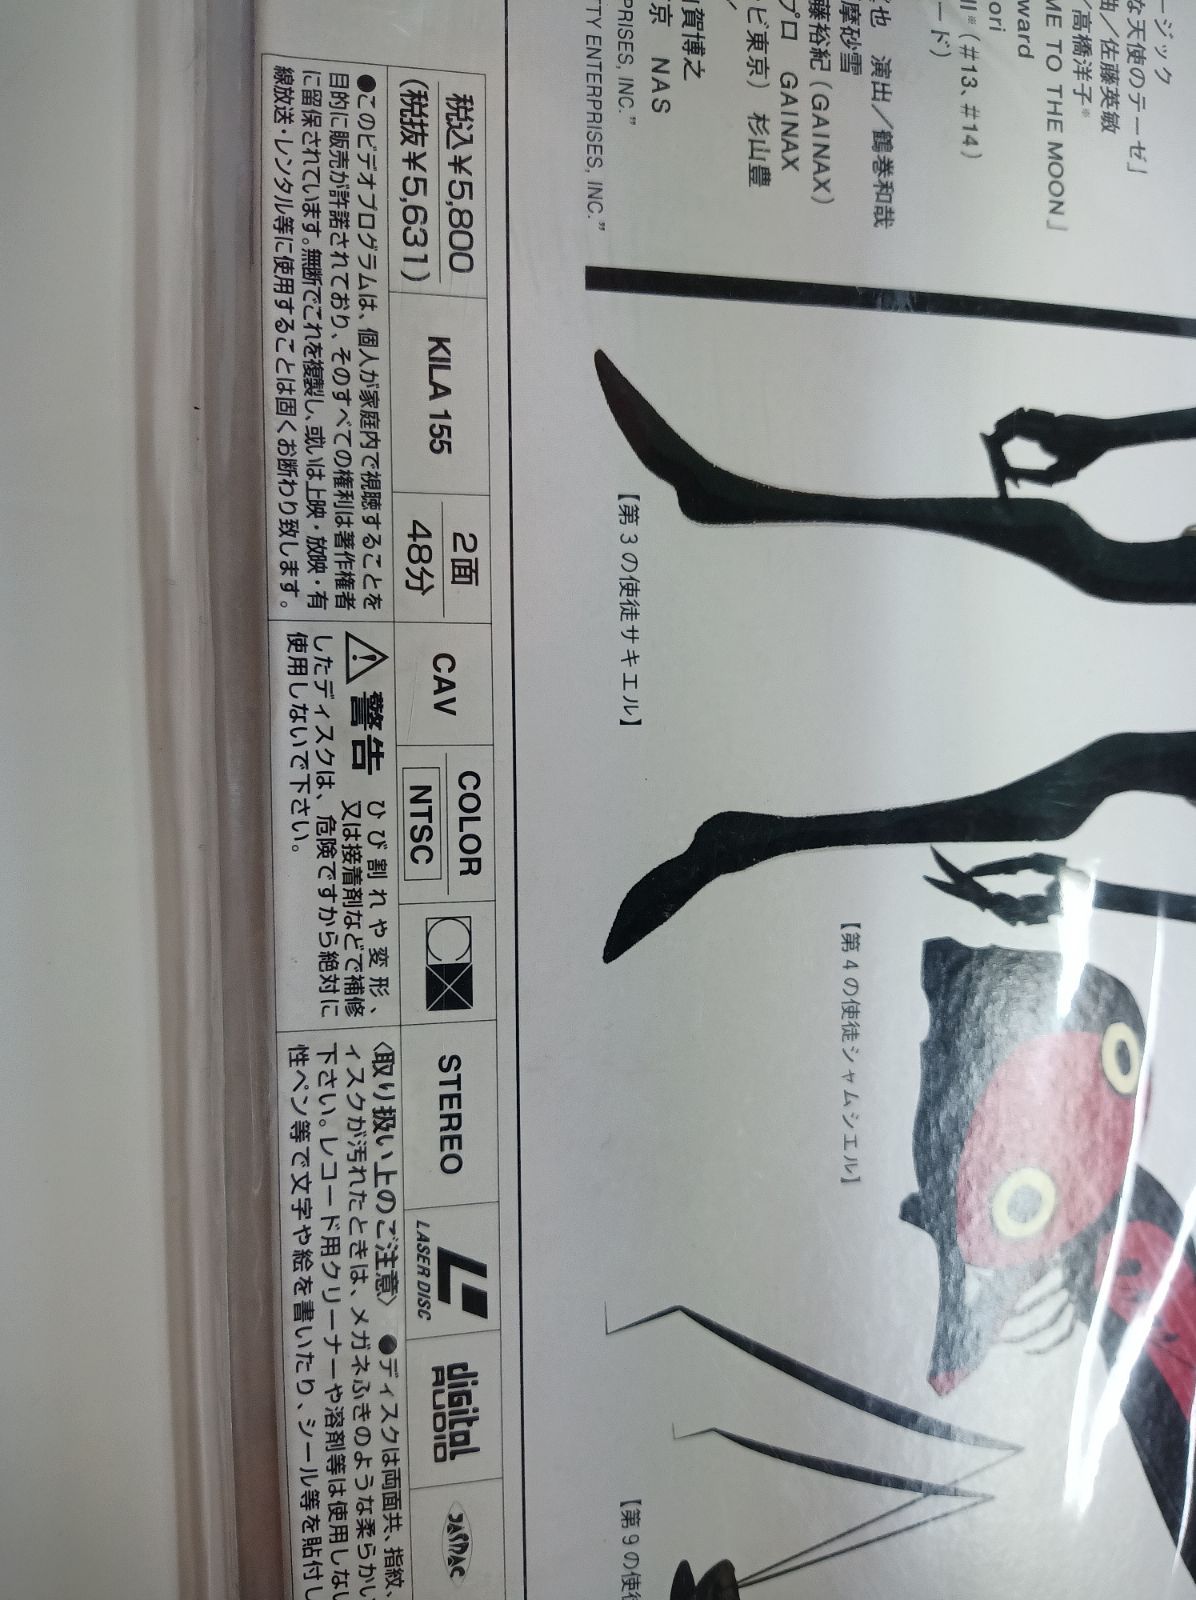 ージック
な天使のテーゼ」
曲／佐藤英敏
／高橋洋子※
ME TO THE MOON」
ward
ori
II※（＃13、＃14）
ード）
也 演出／鶴巻和哉
摩砂雪
藤裕紀（GAINAX）
プロ GAINAX
ビ東京） 杉山豊
賀博之
京 NAS
PRISES, INC.”
TY ENTERPRISES, INC.”
【第3の使徒サキエル】
【第4の使徒シャムシエル】
【第9の使徒
税込￥5,800
（税抜￥5,631）
KILA 155
2面
48分
CAV
COLOR
NTSC
STEREO
LASER DISC
digital
AUDIO
JASRAC
●このビデオプログラムは、個人が家庭内で視聴することを
目的に販売が許諾されており、そのすべての権利は著作権者
に留保されています。無断でこれを複製し、或いは上映・放映・有
線放送・レンタル等に使用することは固くお断わり致します。
警告 ひび割れや変形、
又は接着剤などで補修
したディスクは、危険ですから絶対に
使用しないで下さい。
〈取り扱い上のご注意〉 ●ディスクは両面共、指紋、
ィスクが汚れたときは、メガネふきのような柔らかい
下さい。レコード用クリーナーや溶剤等は使用しない
性ペン等で文字や絵を書いたり、シール等を貼付し